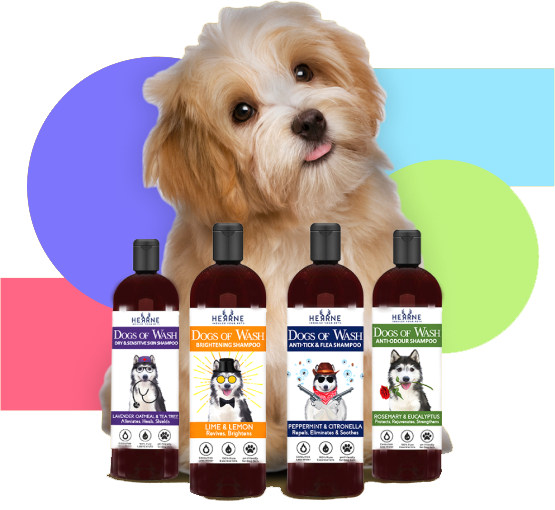 HEARNE
DOGS OF WASH
DRY & SENSITIVE SKIN SHAMPOO
LAVENDER OATMEAL & TEA TREE
Alleviates, Heals, Shields
HEARNE
DOGS OF WASH
BRIGHTENING SHAMPOO
LIME & LEMON
Revives, Brightens
HEARNE
DOGS OF WASH
ANTI-TICK & FLEA SHAMPOO
PEPPERMINT & CITRONELLA
Repels, Eliminates & Soothes
HEARNE
DOGS OF WASH
ANTI-ODOUR SHAMPOO
ROSEMARY & EUCALYPTUS
Protects, Rejuvenates, Strengthens